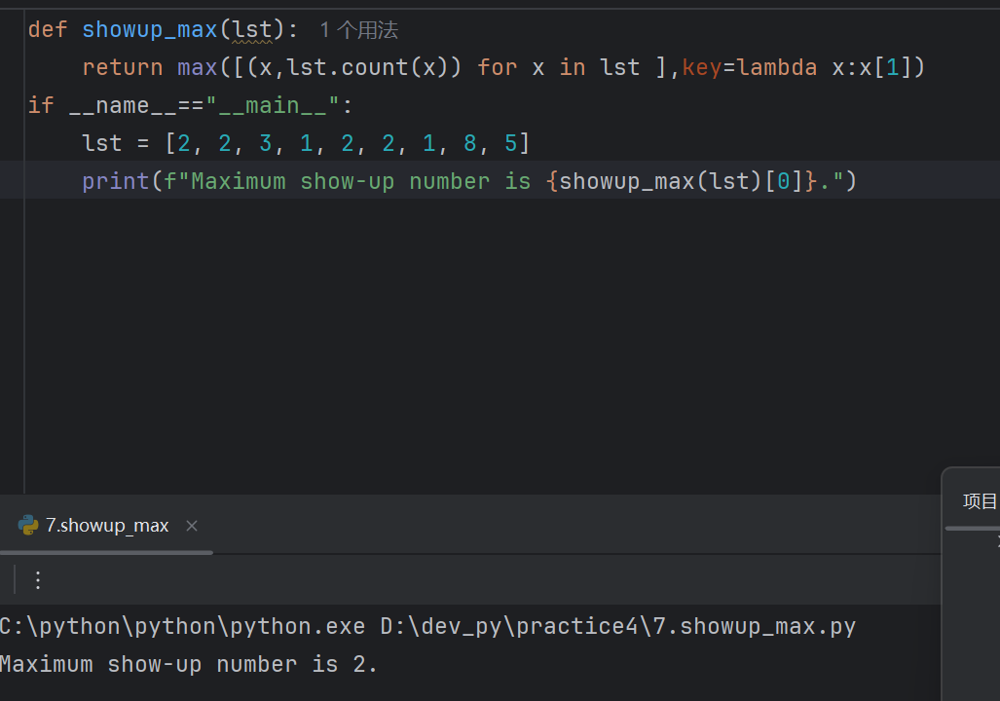 def showup_max(lst): 1 个用法
    return max([(x,lst.count(x)) for x in lst ],key=lambda x:x[1])
if __name__=="__main__":
    lst = [2, 2, 3, 1, 2, 2, 1, 8, 5]
    print(f"Maximum show-up number is {showup_max(lst)[0]}.")
项目
7.showup_max ×
C:\python\python\python.exe D:\dev_py\practice4\7.showup_max.py
Maximum show-up number is 2.